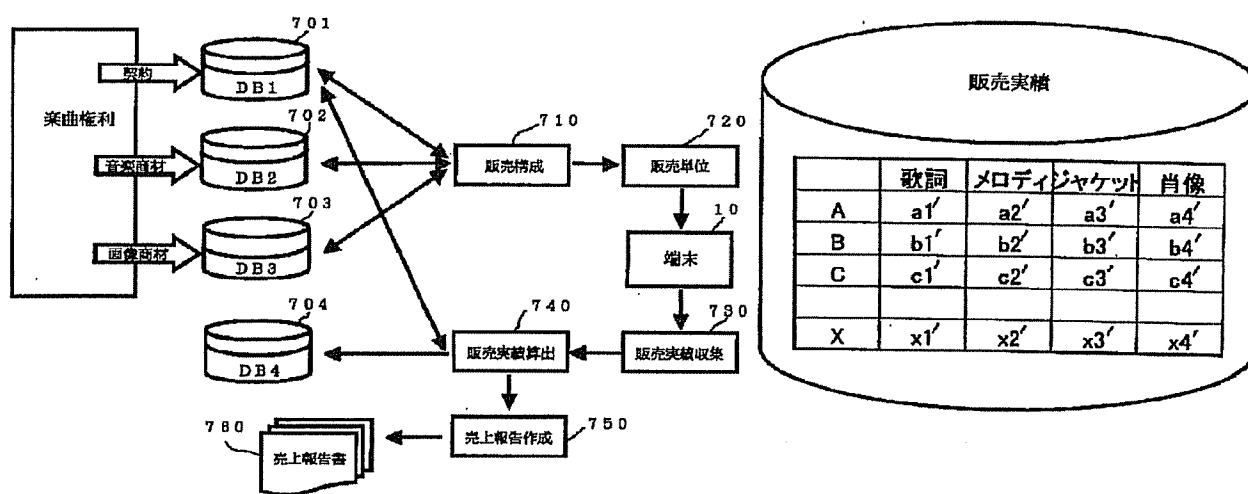 701
楽曲権利
契約
DB1
702
音楽商材
DB2
703
画像商材
DB3
704
DB4
710
販売構成
720
販売単位
10
端末
730
販売実績収集
740
販売実績算出
750
売上報告作成
760
売上報告書
販売実績
歌詞 メロディ ジャケット 肖像
A a1′ a2′ a3′ a4′
B b1′ b2′ b3′ b4′
C c1′ c2′ c3′ c4′
X x1′ x2′ x3′ x4′